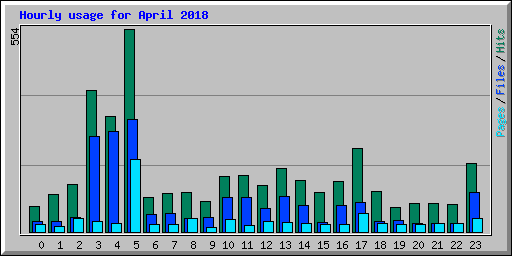 Hourly usage for April 2018
554
Pages / Files / Hits
0 1 2 3 4 5 6 7 8 9 10 11 12 13 14 15 16 17 18 19 20 21 22 23